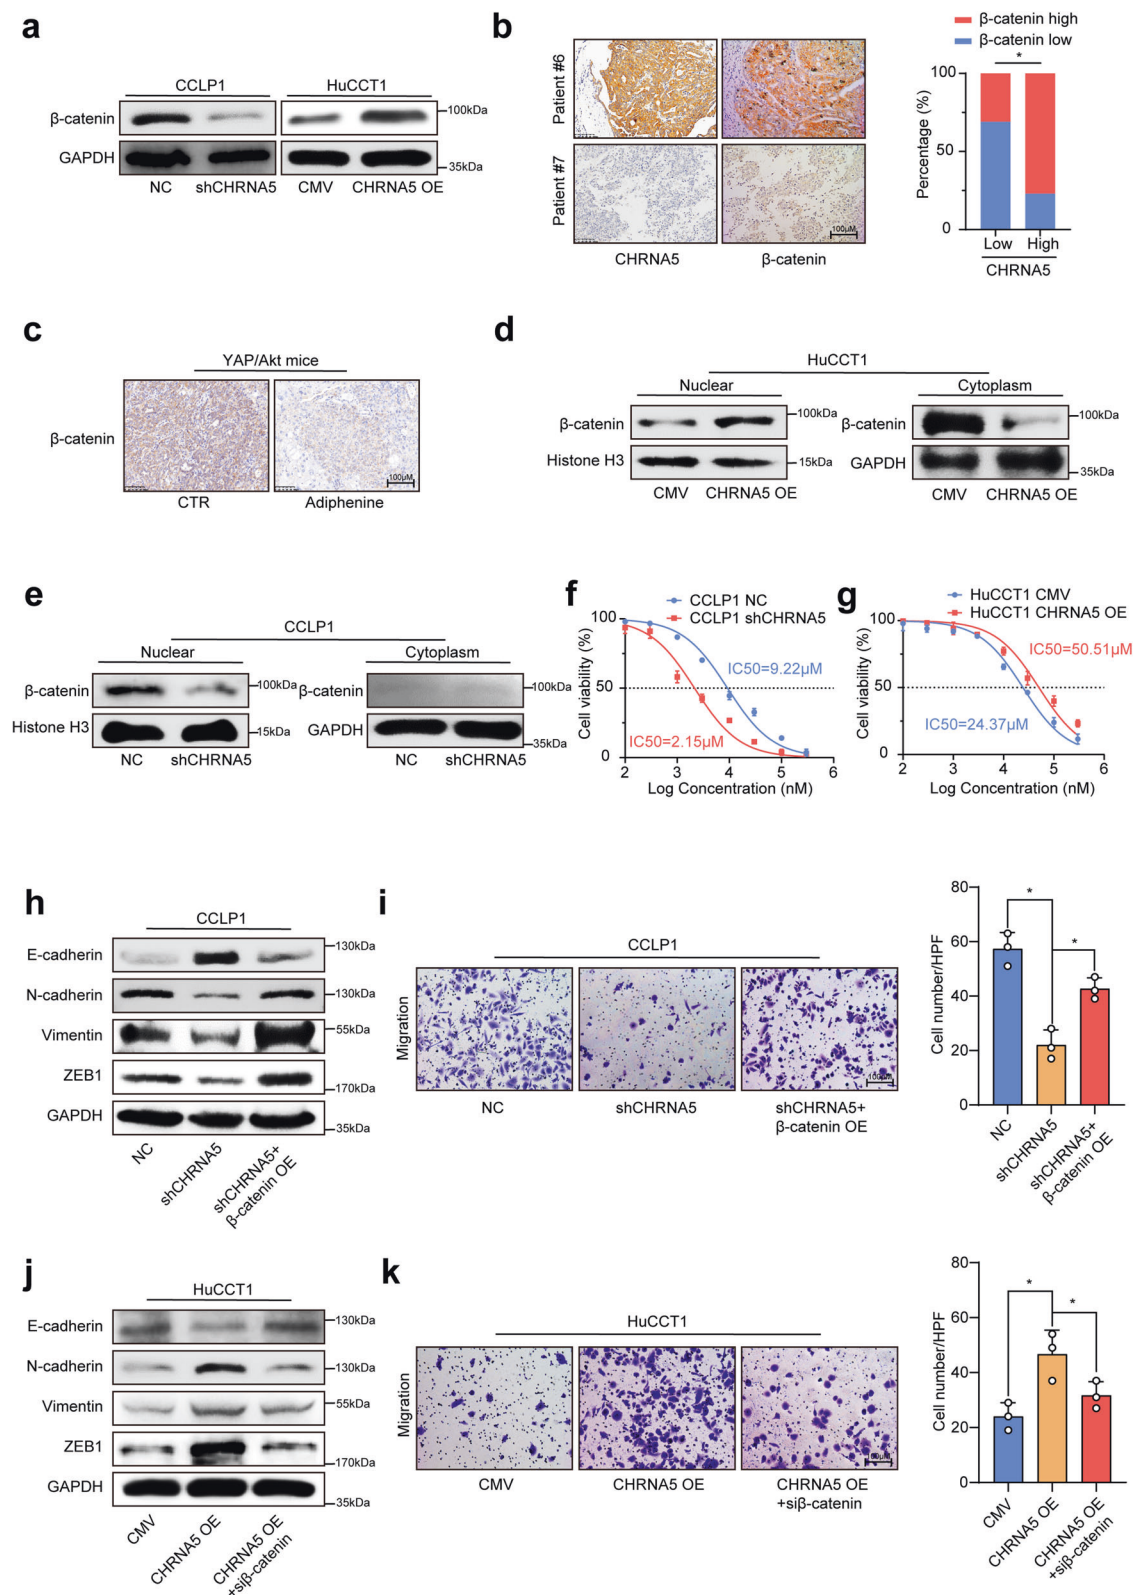 a
CCLP1
HuCCT1
β-catenin
100kDa
GAPDH
35kDa
NC
shCHRNA5
CMV
CHRNA5 OE
b
Patient #6
Patient #7
100μM
CHRNA5
β-catenin
β-catenin high
β-catenin low
*
Percentage (%)
100
50
0
Low
High
CHRNA5
c
YAP/Akt mice
β-catenin
100μM
CTR
Adiphenine
d
HuCCT1
Nuclear
Cytoplasm
β-catenin
100kDa
β-catenin
100kDa
Histone H3
15kDa
GAPDH
35kDa
CMV
CHRNA5 OE
CMV
CHRNA5 OE
e
CCLP1
Nuclear
Cytoplasm
β-catenin
100kDa
β-catenin
100kDa
Histone H3
15kDa
GAPDH
35kDa
NC
shCHRNA5
NC
shCHRNA5
f
CCLP1 NC
CCLP1 shCHRNA5
Cell viability (%)
100
50
0
IC50=9.22μM
IC50=2.15μM
2 3 4 5 6
Log Concentration (nM)
g
HuCCT1 CMV
HuCCT1 CHRNA5 OE
Cell viability (%)
100
50
0
IC50=50.51μM
IC50=24.37μM
2 3 4 5 6
Log Concentration (nM)
h
CCLP1
E-cadherin
130kDa
N-cadherin
130kDa
Vimentin
55kDa
ZEB1
170kDa
GAPDH
35kDa
NC
shCHRNA5
shCHRNA5+
β-catenin OE
i
CCLP1
Migration
100μM
NC
shCHRNA5
shCHRNA5+
β-catenin OE
Cell number/HPF
80
60
40
20
0
*
*
NC
shCHRNA5
shCHRNA5+
β-catenin OE
j
HuCCT1
E-cadherin
130kDa
N-cadherin
130kDa
Vimentin
55kDa
ZEB1
170kDa
GAPDH
35kDa
CMV
CHRNA5 OE
CHRNA5 OE
+siβ-catenin
k
HuCCT1
Migration
CMV
CHRNA5 OE
CHRNA5 OE
+siβ-catenin
Cell number/HPF
80
60
40
20
0
*
*
CMV
CHRNA5 OE
CHRNA5 OE
+siβ-catenin